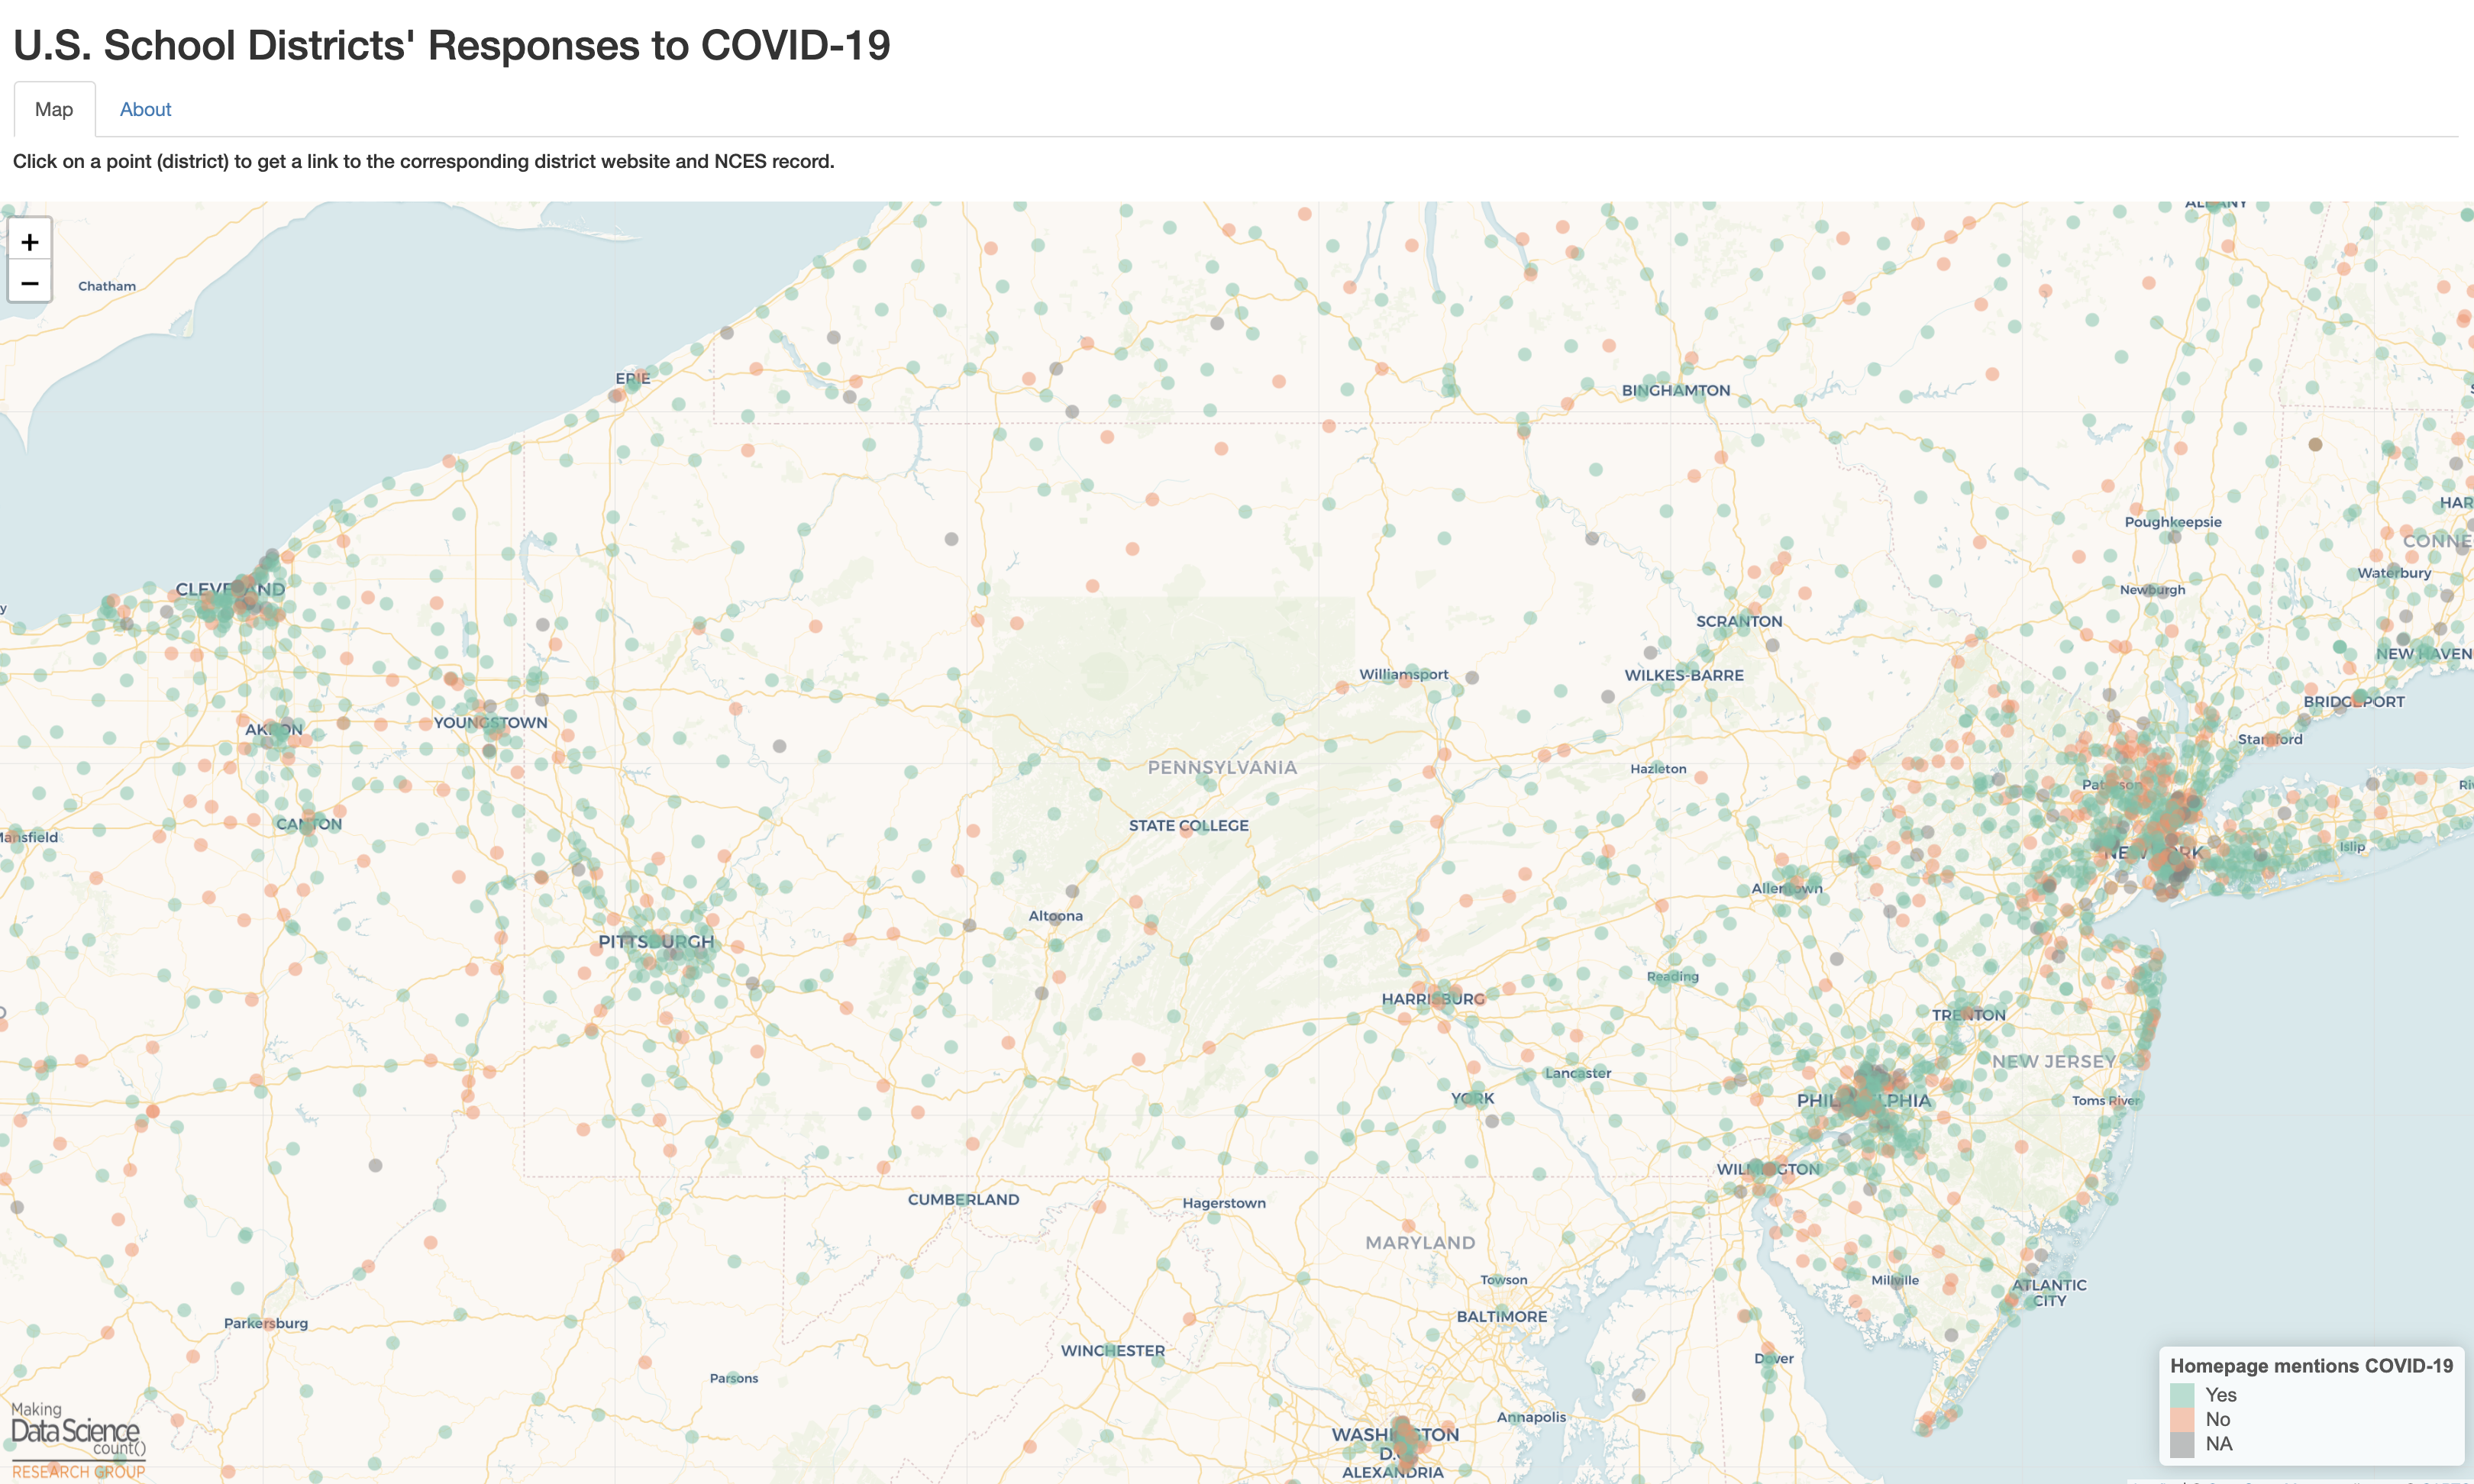 U.S. School Districts' Responses to COVID-19
Map
About
Click on a point (district) to get a link to the corresponding district website and NCES record.
+
−
ALBANY
Chatham
ERIE
BINGHAMTON
HAR
Poughkeepsie
CONNE
Waterbury
CLEVELAND
Newburgh
y
SCRANTON
NEW HAVEN
Williamsport
WILKES-BARRE
BRIDGEPORT
YOUNGSTOWN
AKRON
Stamford
PENNSYLVANIA
Hazleton
Paterson
Riv
CANTON
STATE COLLEGE
Mansfield
Islip
NEW YORK
Allentown
Altoona
PITTSBURGH
Reading
HARRISBURG
TRENTON
NEW JERSEY
Lancaster
YORK
PHILADELPHIA
Toms River
WILMINGTON
CUMBERLAND
Hagerstown
MARYLAND
Towson
Millville
ATLANTIC
CITY
BALTIMORE
Parkersburg
WINCHESTER
Dover
Parsons
Annapolis
WASHINGTON
D.C.
ALEXANDRIA
Homepage mentions COVID-19
Yes
No
NA
Making
Data Science
count()
RESEARCH GROUP